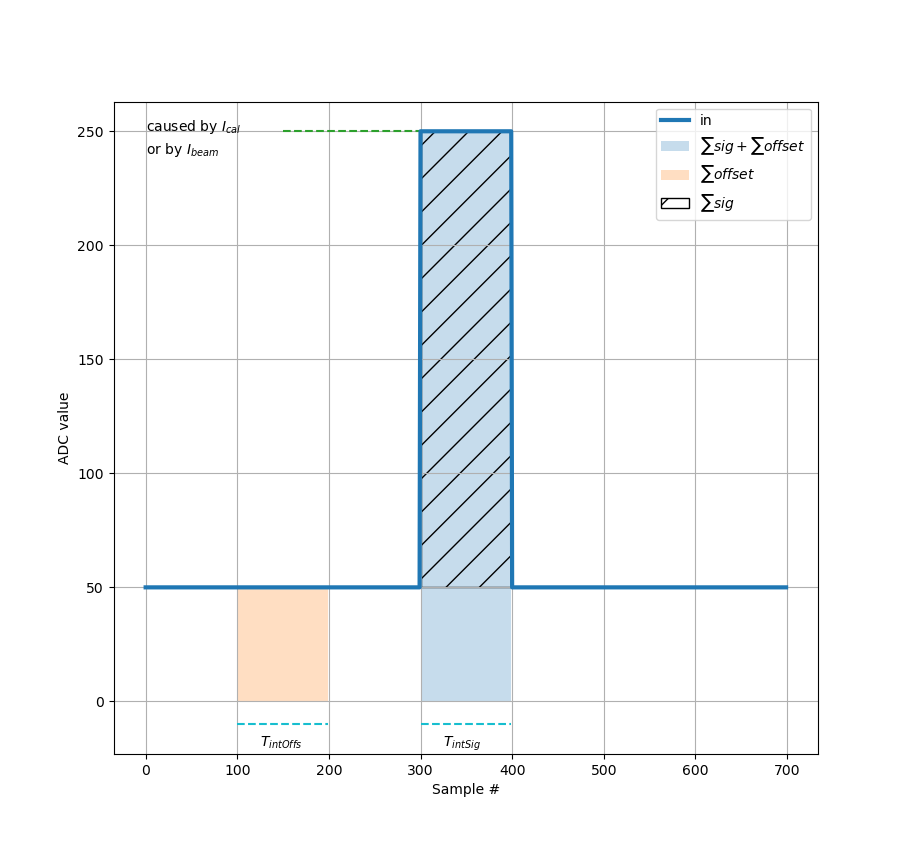 caused by I_cal
or by I_beam
in
∑sig + ∑offset
∑offset
∑sig
250
200
150
100
50
0
ADC value
T_intOffs
T_intSig
0 100 200 300 400 500 600 700
Sample #